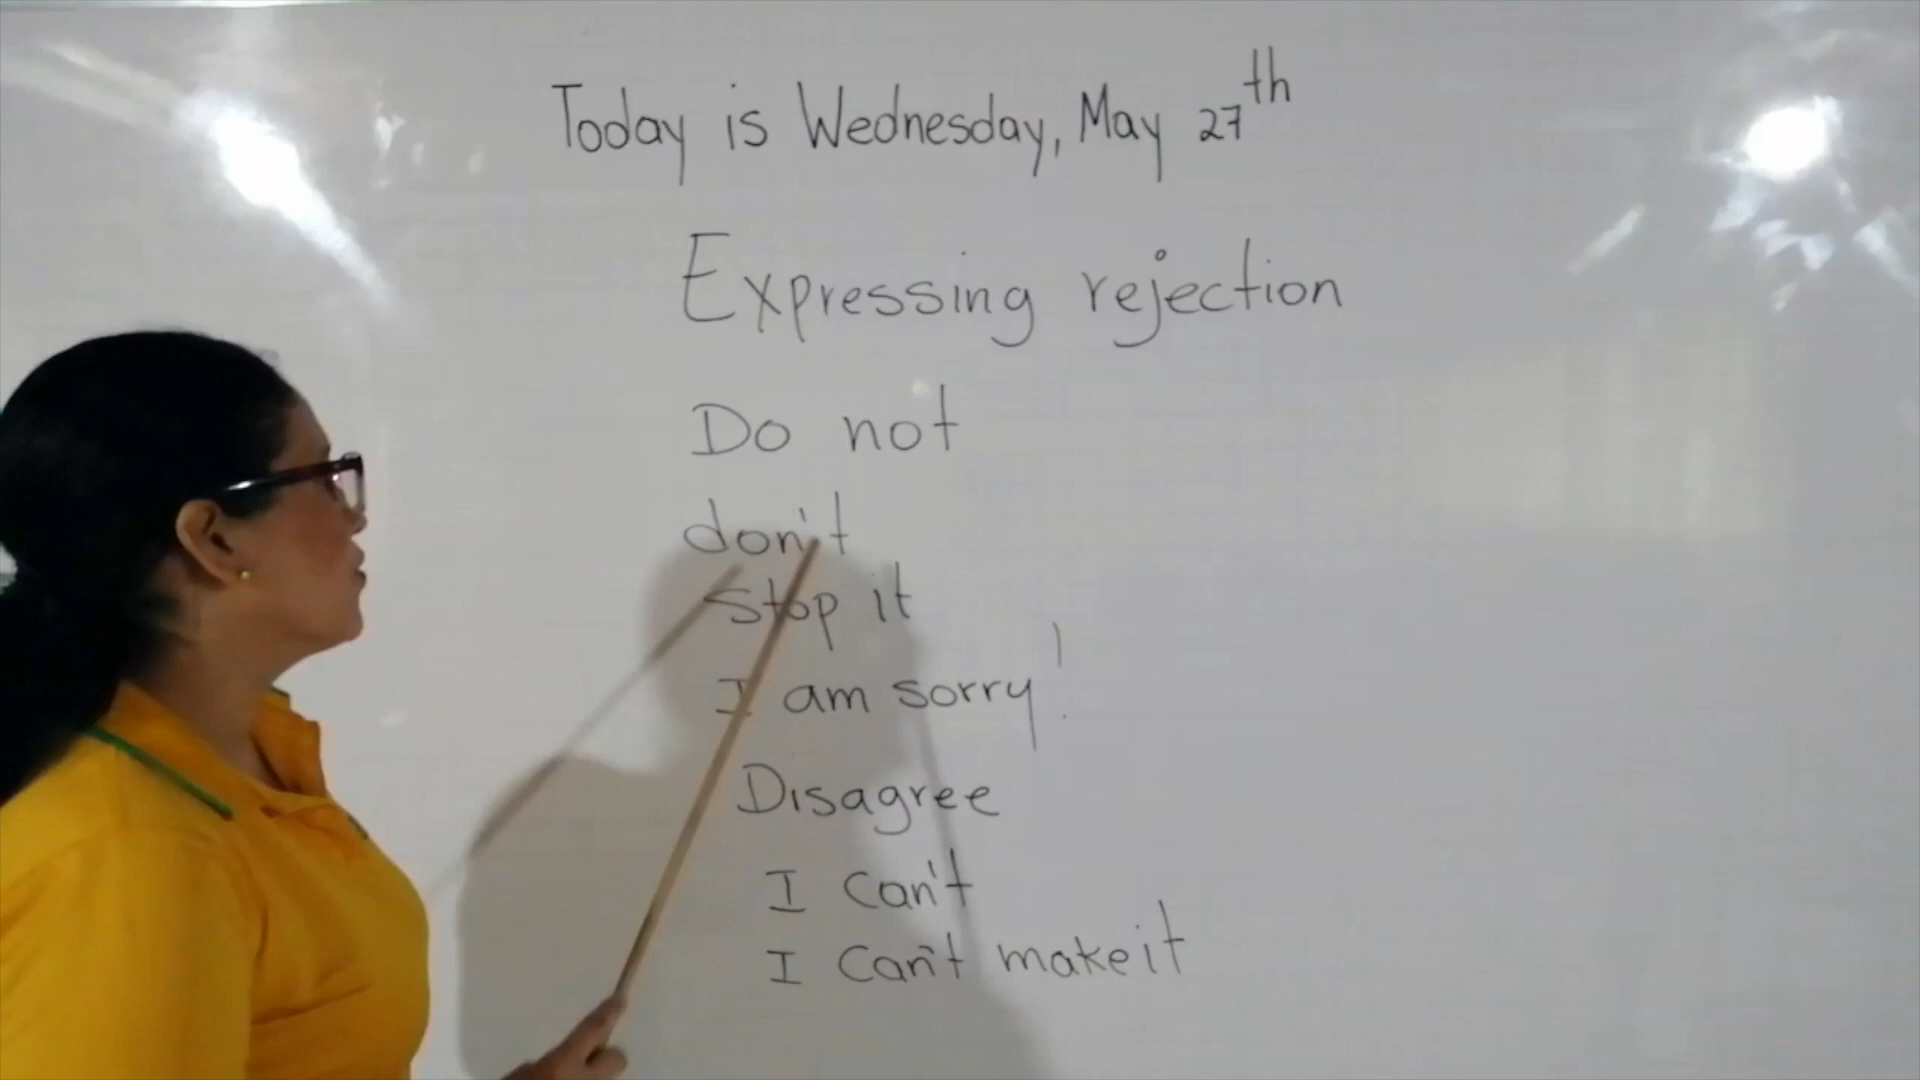 Today is Wednesday, May 27th
Expressing rejection
Do not
don't
Stop it
I am sorry!
Disagree
I Can't
I Can't make it